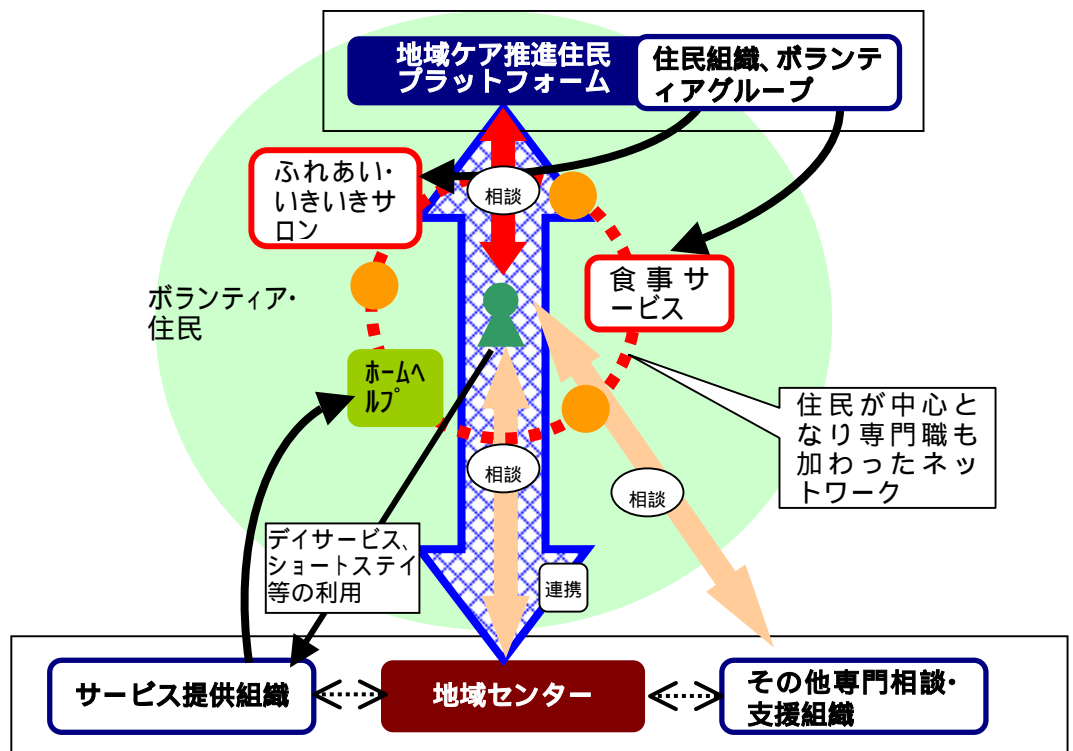 地域ケア推進住民
プラットフォーム
住民組織、ボランテ
ィアグループ
ふれあい・
いきいきサ
ロン
相談
食事サ
ービス
ボランティア・
住民
ホームヘ
ルプ
住民が中心と
なり専門職も
加わったネッ
トワーク
相談
相談
デイサービス、
ショートステイ
等の利用
連携
サービス提供組織
地域センター
その他専門相談・
支援組織